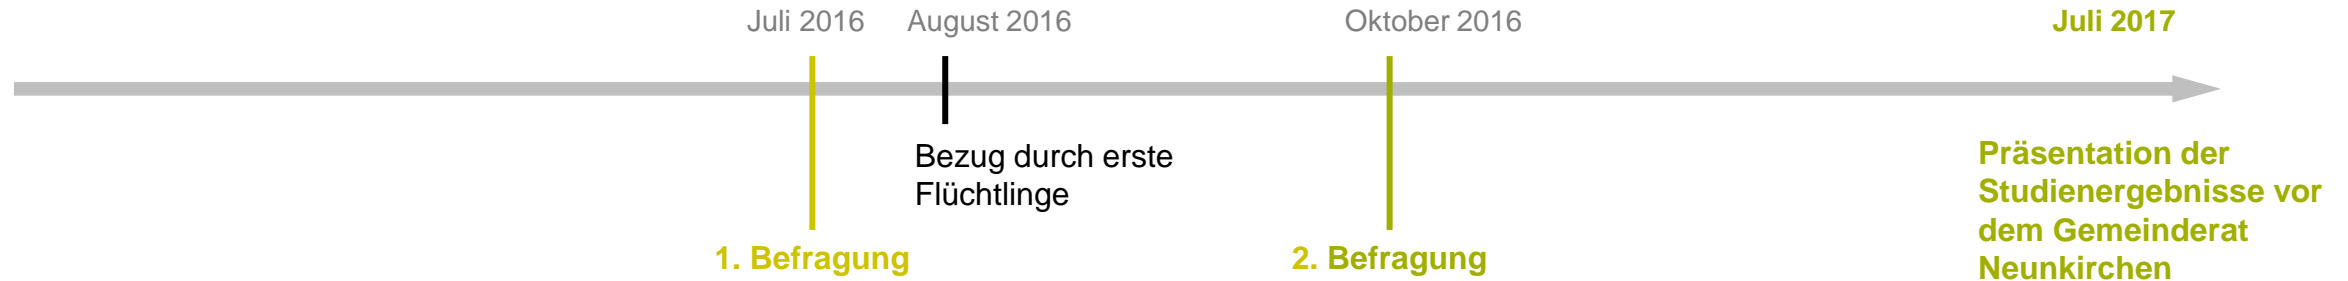 Juli 2016
August 2016
Oktober 2016
Juli 2017
Bezug durch erste
Flüchtlinge
Präsentation der
Studienergebnisse vor
dem Gemeinderat
Neunkirchen
1. Befragung
2. Befragung